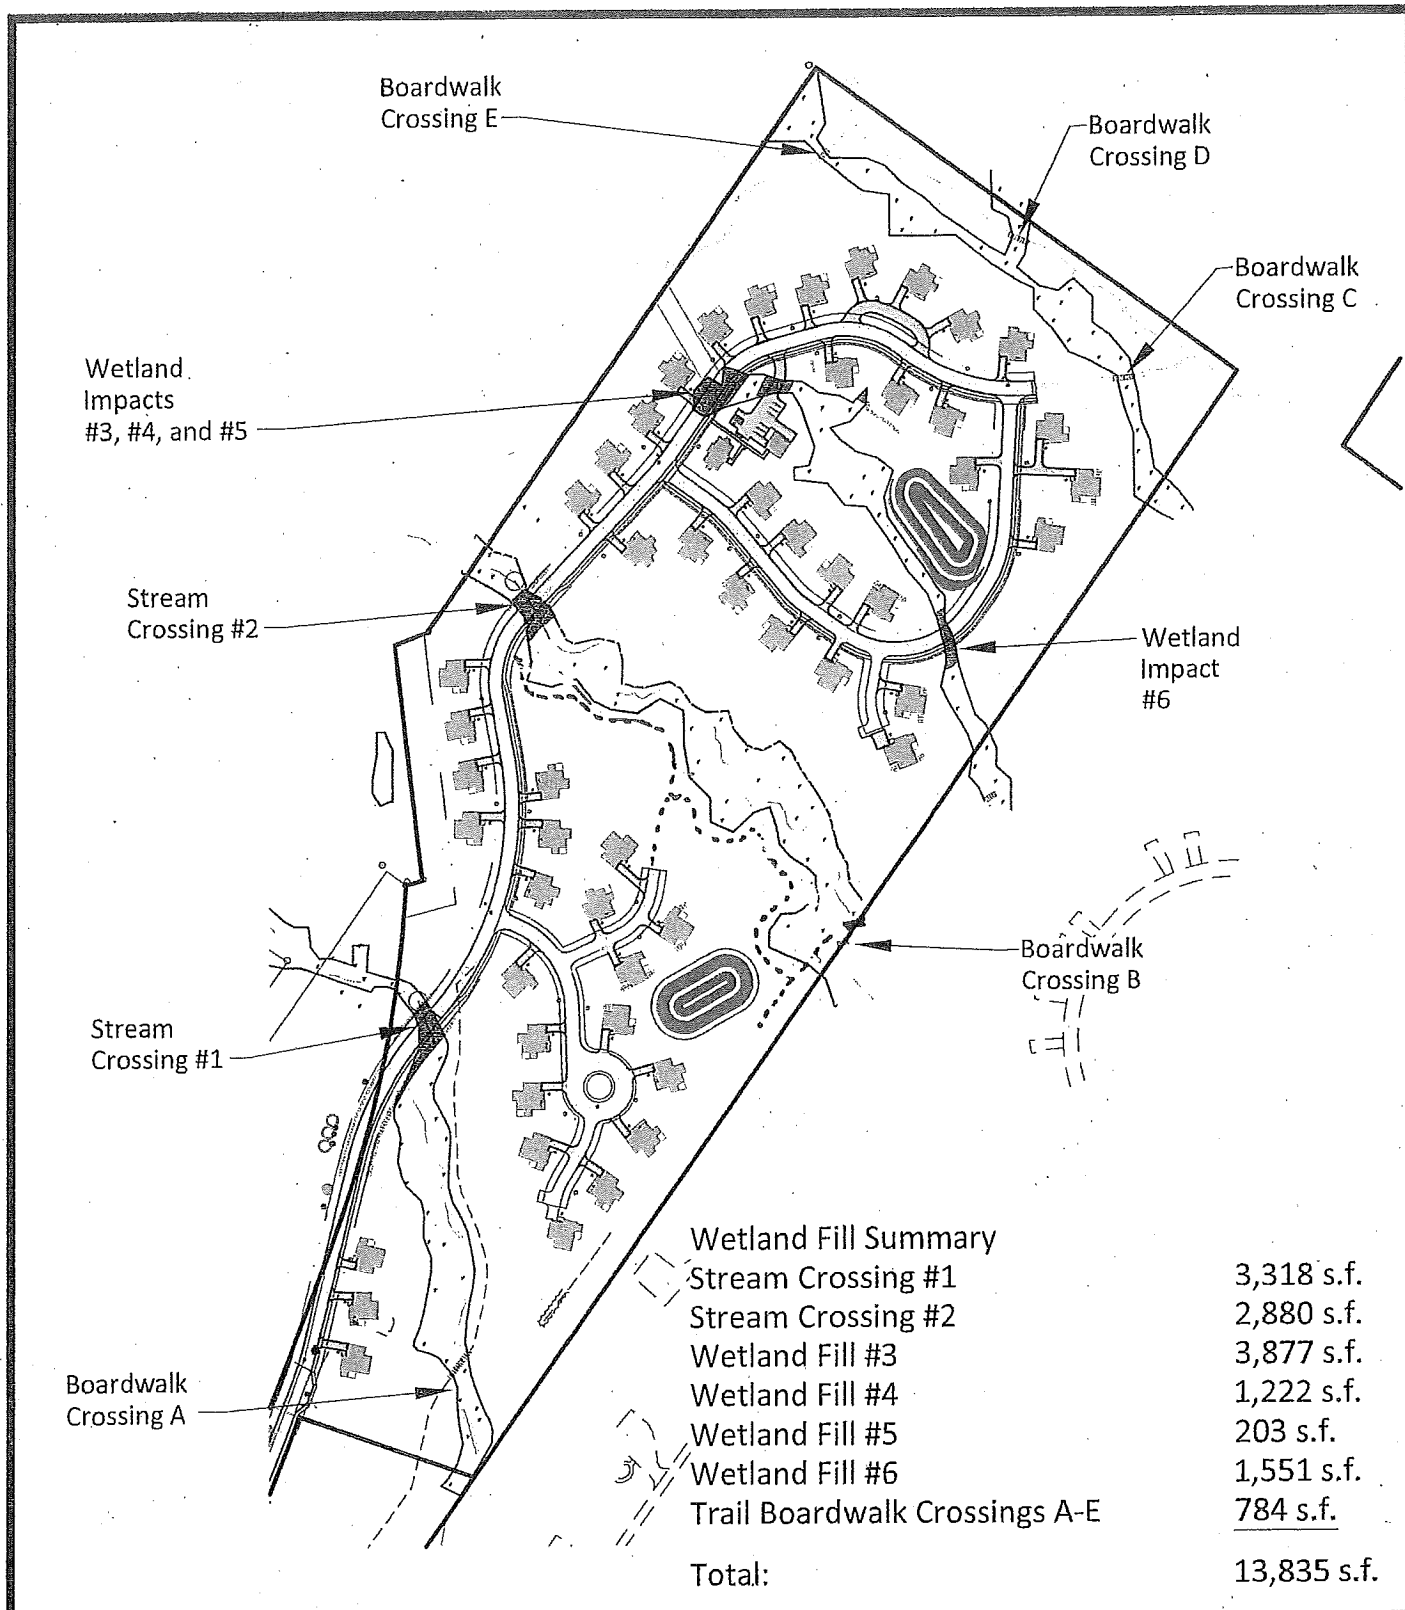 Boardwalk
Crossing E
Boardwalk
Crossing D
Boardwalk
Crossing C
Wetland
Impacts
#3, #4, and #5
Stream
Crossing #2
Wetland
Impact
#6
Boardwalk
Crossing B
Stream
Crossing #1
Boardwalk
Crossing A
Wetland Fill Summary
Stream Crossing #1 3,318 s.f.
Stream Crossing #2 2,880 s.f.
Wetland Fill #3 3,877 s.f.
Wetland Fill #4 1,222 s.f.
Wetland Fill #5 203 s.f.
Wetland Fill #6 1,551 s.f.
Trail Boardwalk Crossings A-E 784 s.f.
Total: 13,835 s.f.